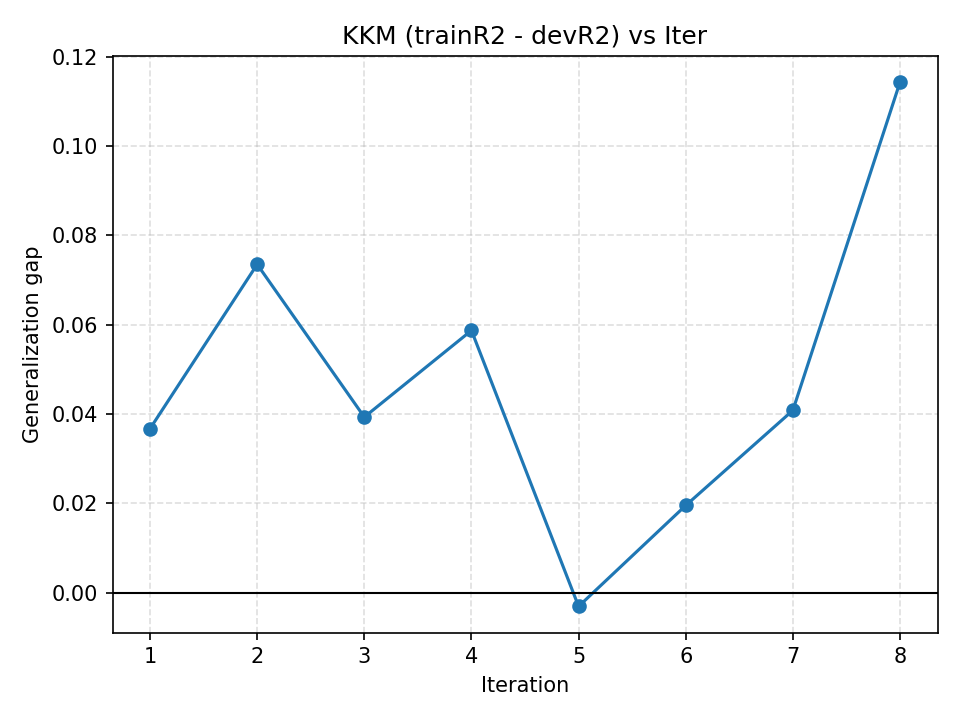 KKM (trainR2 - devR2) vs Iter
0.12
0.10
0.08
0.06
0.04
0.02
0.00
Generalization gap
1 2 3 4 5 6 7 8
Iteration